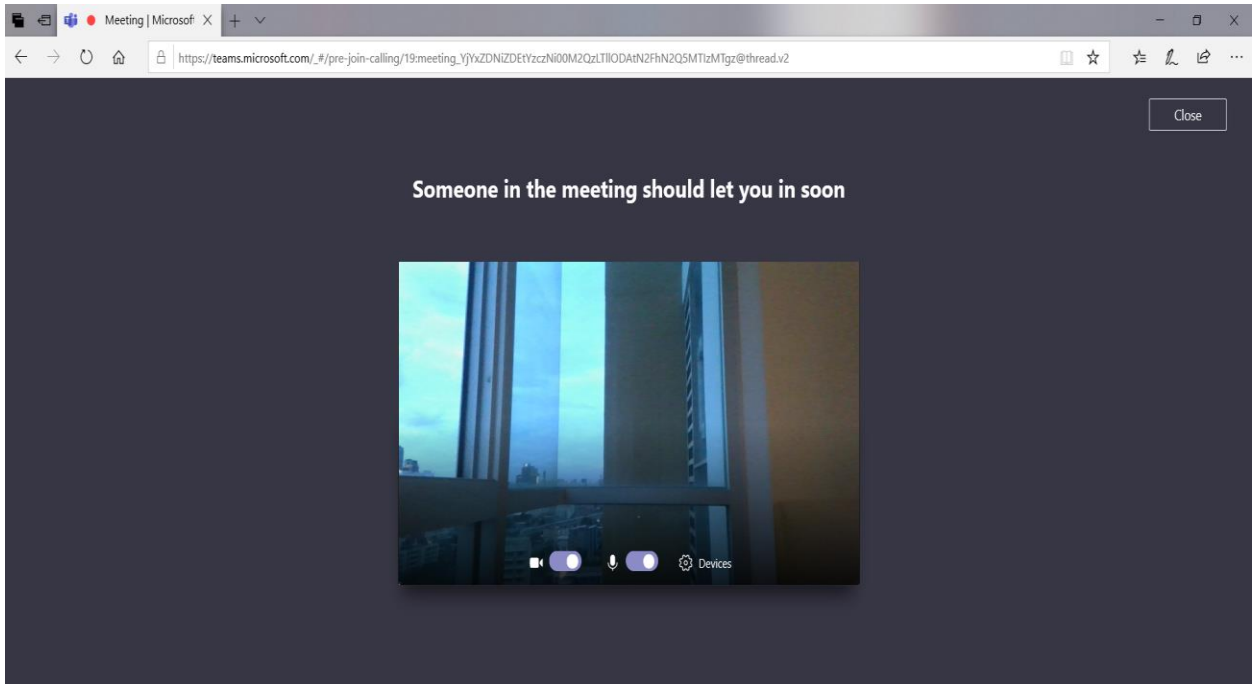 Meeting | Microsof
https://teams.microsoft.com/_#/pre-join-calling/19:meeting_YjYxZDNiZDEtYzczNi00M2QzLTllODAtN2FhN2Q5MTIzMTgz@thread.v2
Close
Someone in the meeting should let you in soon
Devices